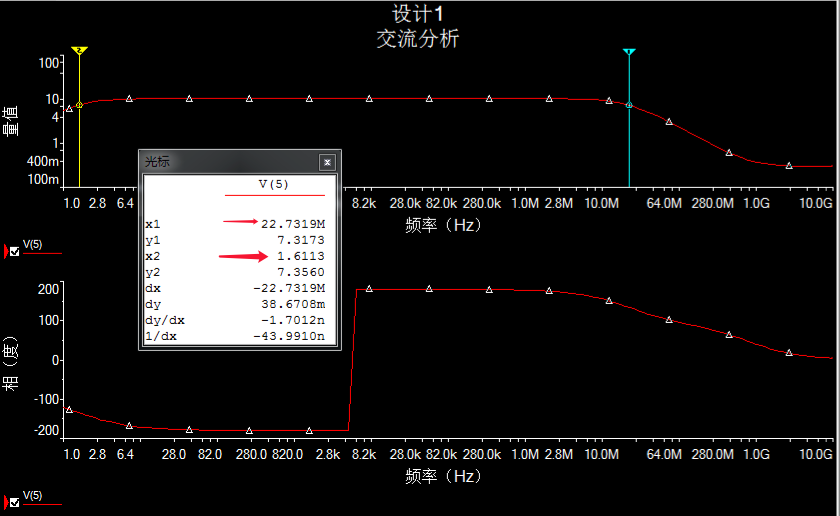 设计1
交流分析
量值
100
10
4
1
400m
100m
光标
V(5)
x1 22.7319M
y1 7.3173
x2 1.6113
y2 7.3560
dx -22.7319M
dy 38.6708m
dy/dx -1.7012n
1/dx -43.9910n
1.0 2.8 6.4 8.2k 28.0k 82.0k 280.0k 1.0M 2.8M 10.0M 64.0M 280.0M 1.0G 10.0G
频率（Hz）
V(5)
相（度）
200
100
0
-100
-200
1.0 2.8 6.4 28.0 82.0 280.0 820.0 2.8k 8.2k 28.0k 82.0k 280.0k 1.0M 2.8M 10.0M 64.0M 280.0M 1.0G 10.0G
频率（Hz）
V(5)